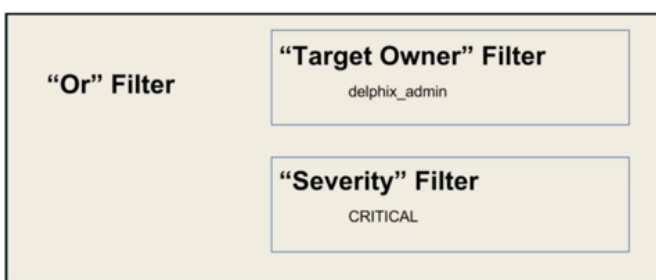 “Or” Filter
“Target Owner” Filter
delphix_admin
“Severity” Filter
CRITICAL